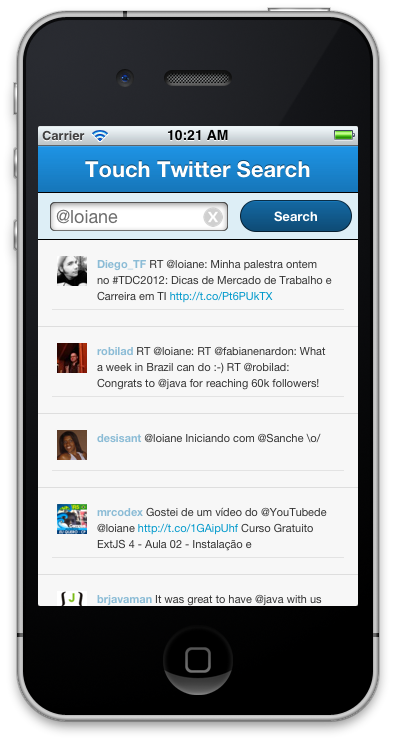 Carrier 10:21 AM
Touch Twitter Search
@loiane Search
Diego_TF RT @loiane: Minha palestra ontem
no #TDC2012: Dicas de Mercado de Trabalho e
Carreira em TI http://t.co/Pt6PUkTX
robilad RT @loiane: RT @fabianenardon: What
a week in Brazil can do :-) RT @robilad:
Congrats to @java for reaching 60k followers!
desisant @loiane Iniciando com @Sanche \o/
mrcodex Gostei de um vídeo do @YouTubede
@loiane http://t.co/1GAipUhf Curso Gratuito
ExtJS 4 - Aula 02 - Instalação e
{J}
brjavaman It was great to have @java with us